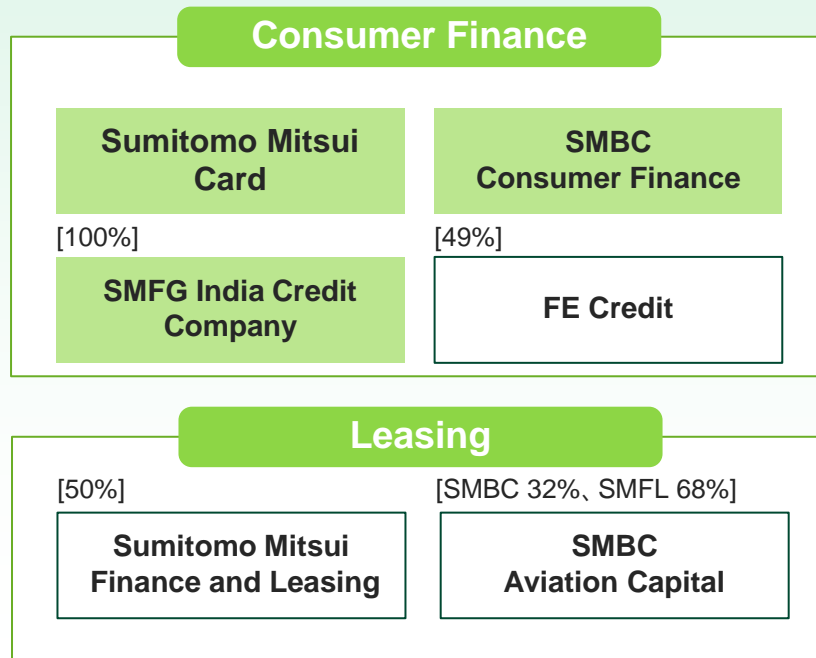 Consumer Finance
Sumitomo Mitsui
Card
SMBC
Consumer Finance
[100%]
[49%]
SMFG India Credit
Company
FE Credit
Leasing
[50%]
[SMBC 32%、SMFL 68%]
Sumitomo Mitsui
Finance and Leasing
SMBC
Aviation Capital